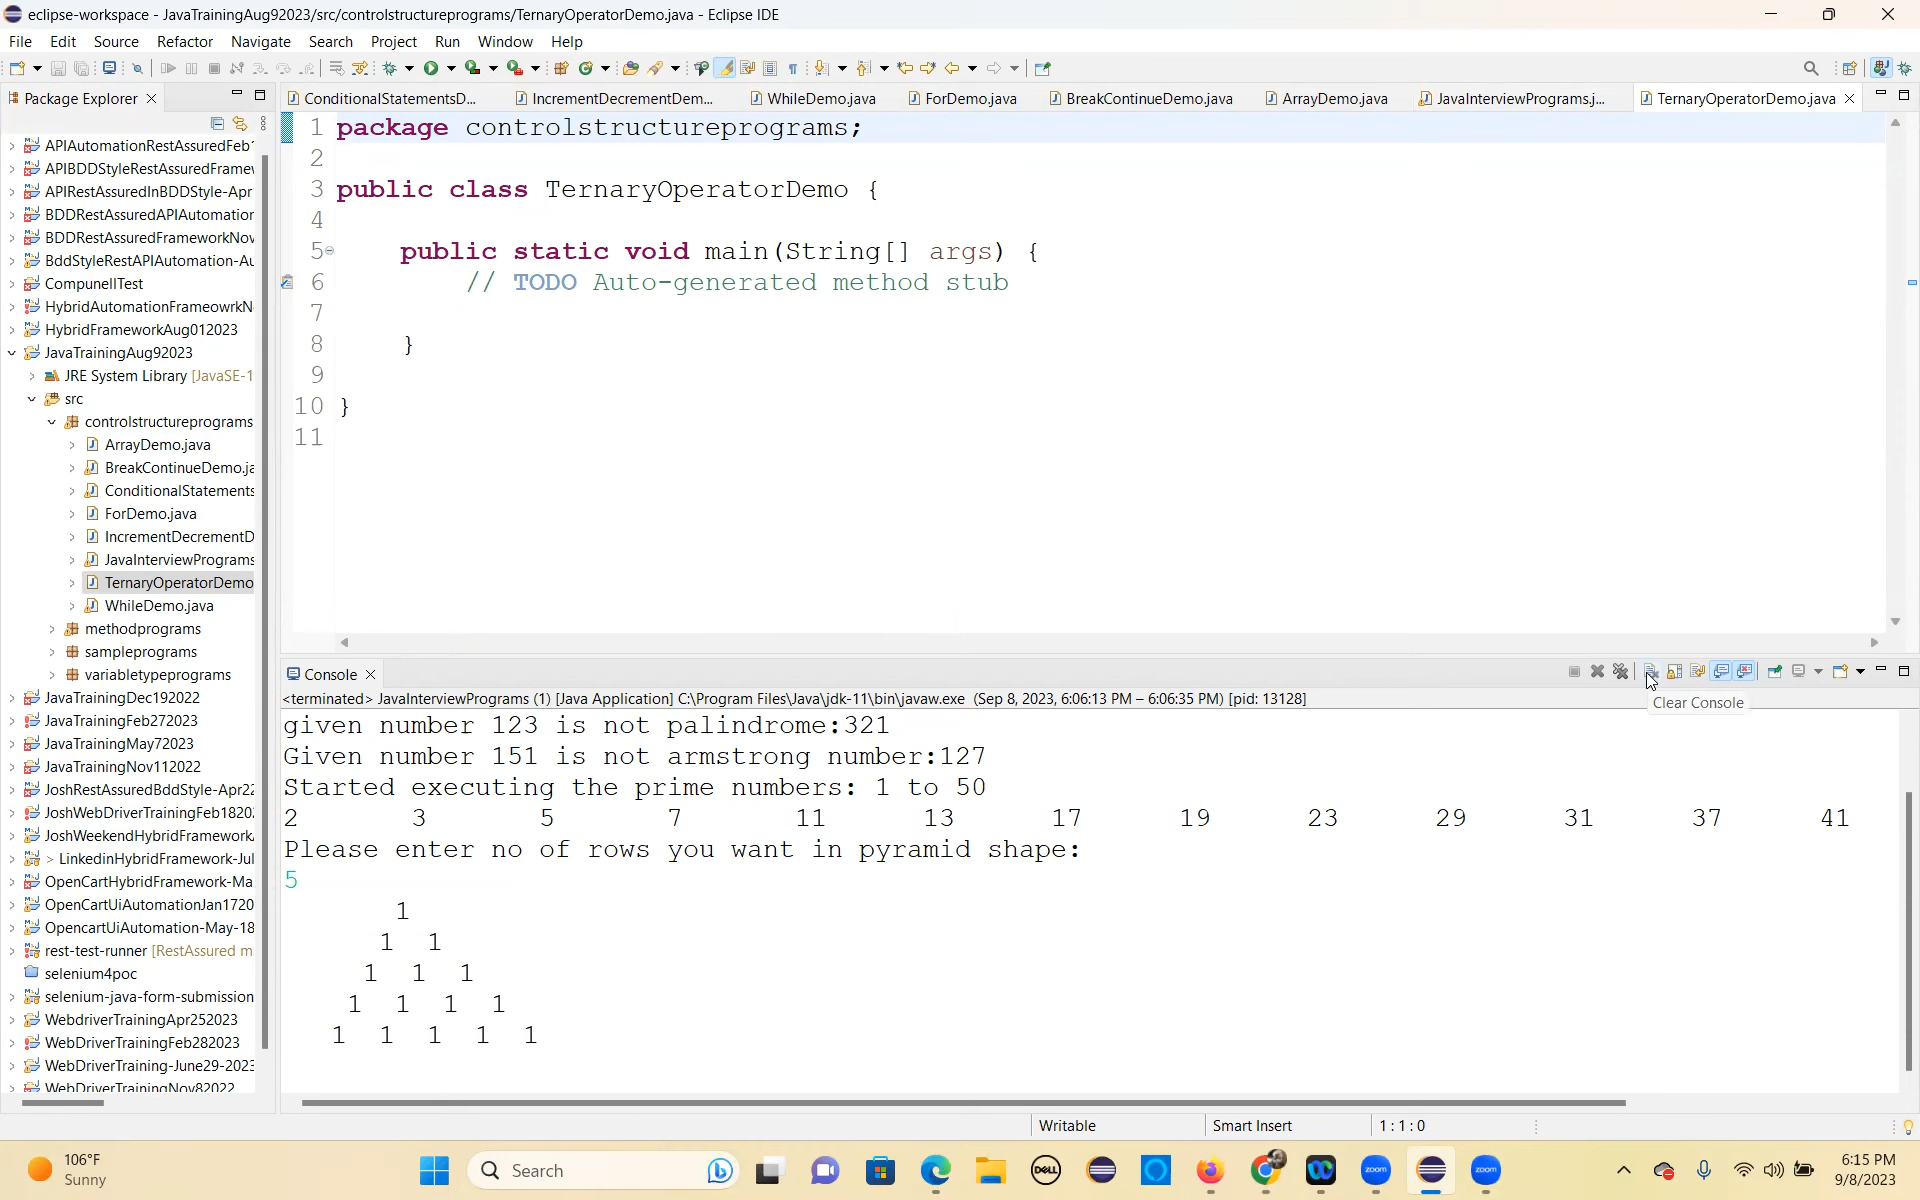 eclipse-workspace - JavaTrainingAug92023/src/controlstructureprograms/TernaryOperatorDemo.java - Eclipse IDE
File Edit Source Refactor Navigate Search Project Run Window Help
Package Explorer
ConditionalStatementsD... IncrementDecrementDem... WhileDemo.java ForDemo.java BreakContinueDemo.java ArrayDemo.java JavaInterviewPrograms.j... TernaryOperatorDemo.java
APIAutomationRestAssuredFeb1
APIBDDStyleRestAssuredFrame
APIRestAssuredInBDDStyle-Apr
BDDRestAssuredAPIAutomation
BDDRestAssuredFrameworkNov
BddStyleRestAPIAutomation-Au
CompunellTest
HybridAutomationFrameowrkN
HybridFrameworkAug012023
JavaTrainingAug92023
JRE System Library [JavaSE-1
src
controlstructureprograms
ArrayDemo.java
BreakContinueDemo.ja
ConditionalStatements
ForDemo.java
IncrementDecrementD
JavaInterviewPrograms
TernaryOperatorDemo
WhileDemo.java
methodprograms
sampleprograms
variabletypeprograms
JavaTrainingDec192022
JavaTrainingFeb272023
JavaTrainingMay72023
JavaTrainingNov112022
JoshRestAssuredBddStyle-Apr22
JoshWebDriverTrainingFeb1820
JoshWeekendHybridFramework
> LinkedinHybridFramework-Jul
OpenCartHybridFramework-Ma
OpenCartUiAutomationJan1720
OpencartUiAutomation-May-18
rest-test-runner [RestAssured m
selenium4poc
selenium-java-form-submission
WebdriverTrainingApr252023
WebDriverTrainingFeb282023
WebDriverTraining-June29-2023
WebDriverTrainingNov82022
1 package controlstructureprograms;
2
3 public class TernaryOperatorDemo {
4
5 public static void main(String[] args) {
6 // TODO Auto-generated method stub
7
8 }
9
10 }
11
Console
Clear Console
<terminated> JavaInterviewPrograms (1) [Java Application] C:\Program Files\Java\jdk-11\bin\javaw.exe (Sep 8, 2023, 6:06:13 PM – 6:06:35 PM) [pid: 13128]
given number 123 is not palindrome:321
Given number 151 is not armstrong number:127
Started executing the prime numbers: 1 to 50
2 3 5 7 11 13 17 19 23 29 31 37 41
Please enter no of rows you want in pyramid shape:
5
1
1 1
1 1 1
1 1 1 1
1 1 1 1 1
Writable Smart Insert 1 : 1 : 0
106°F
Sunny
Search
DELL
zoom
zoom
6:15 PM
9/8/2023